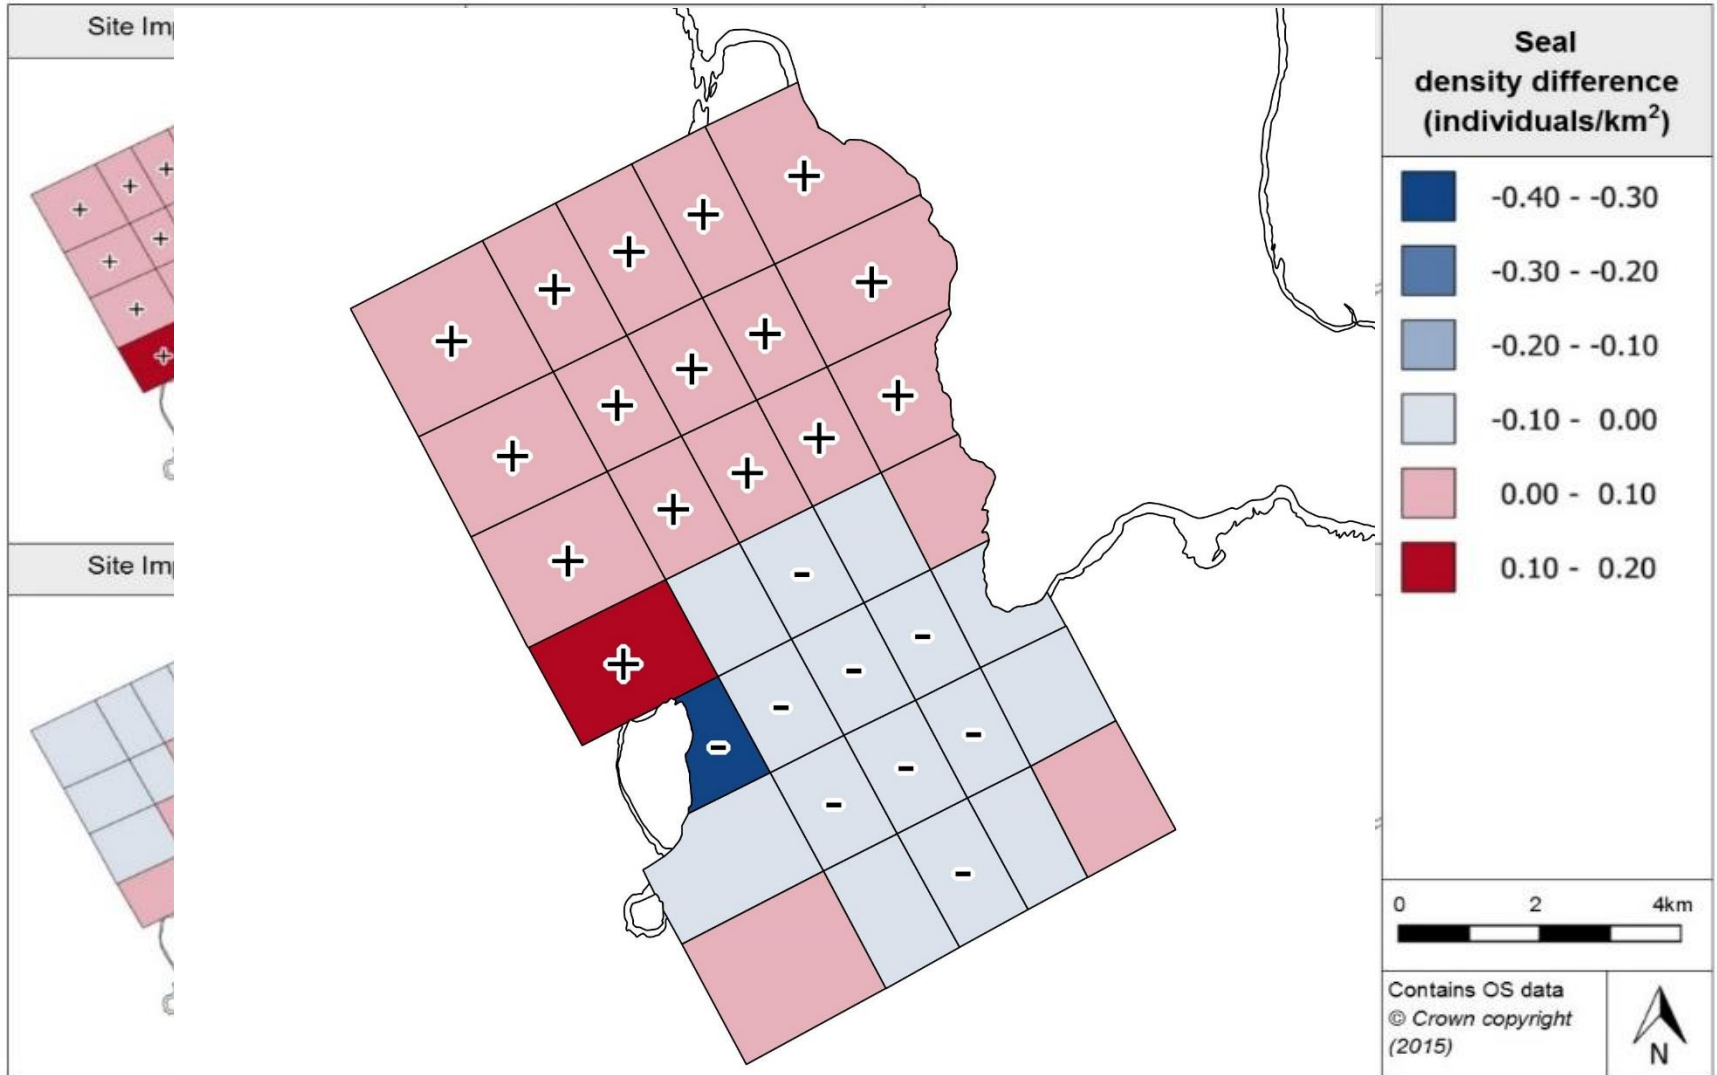 Site Imp
Site Imp
Seal
density difference
(individuals/km²)
-0.40 - -0.30
-0.30 - -0.20
-0.20 - -0.10
-0.10 - 0.00
0.00 - 0.10
0.10 - 0.20
0 2 4km
Contains OS data
© Crown copyright
(2015)
N